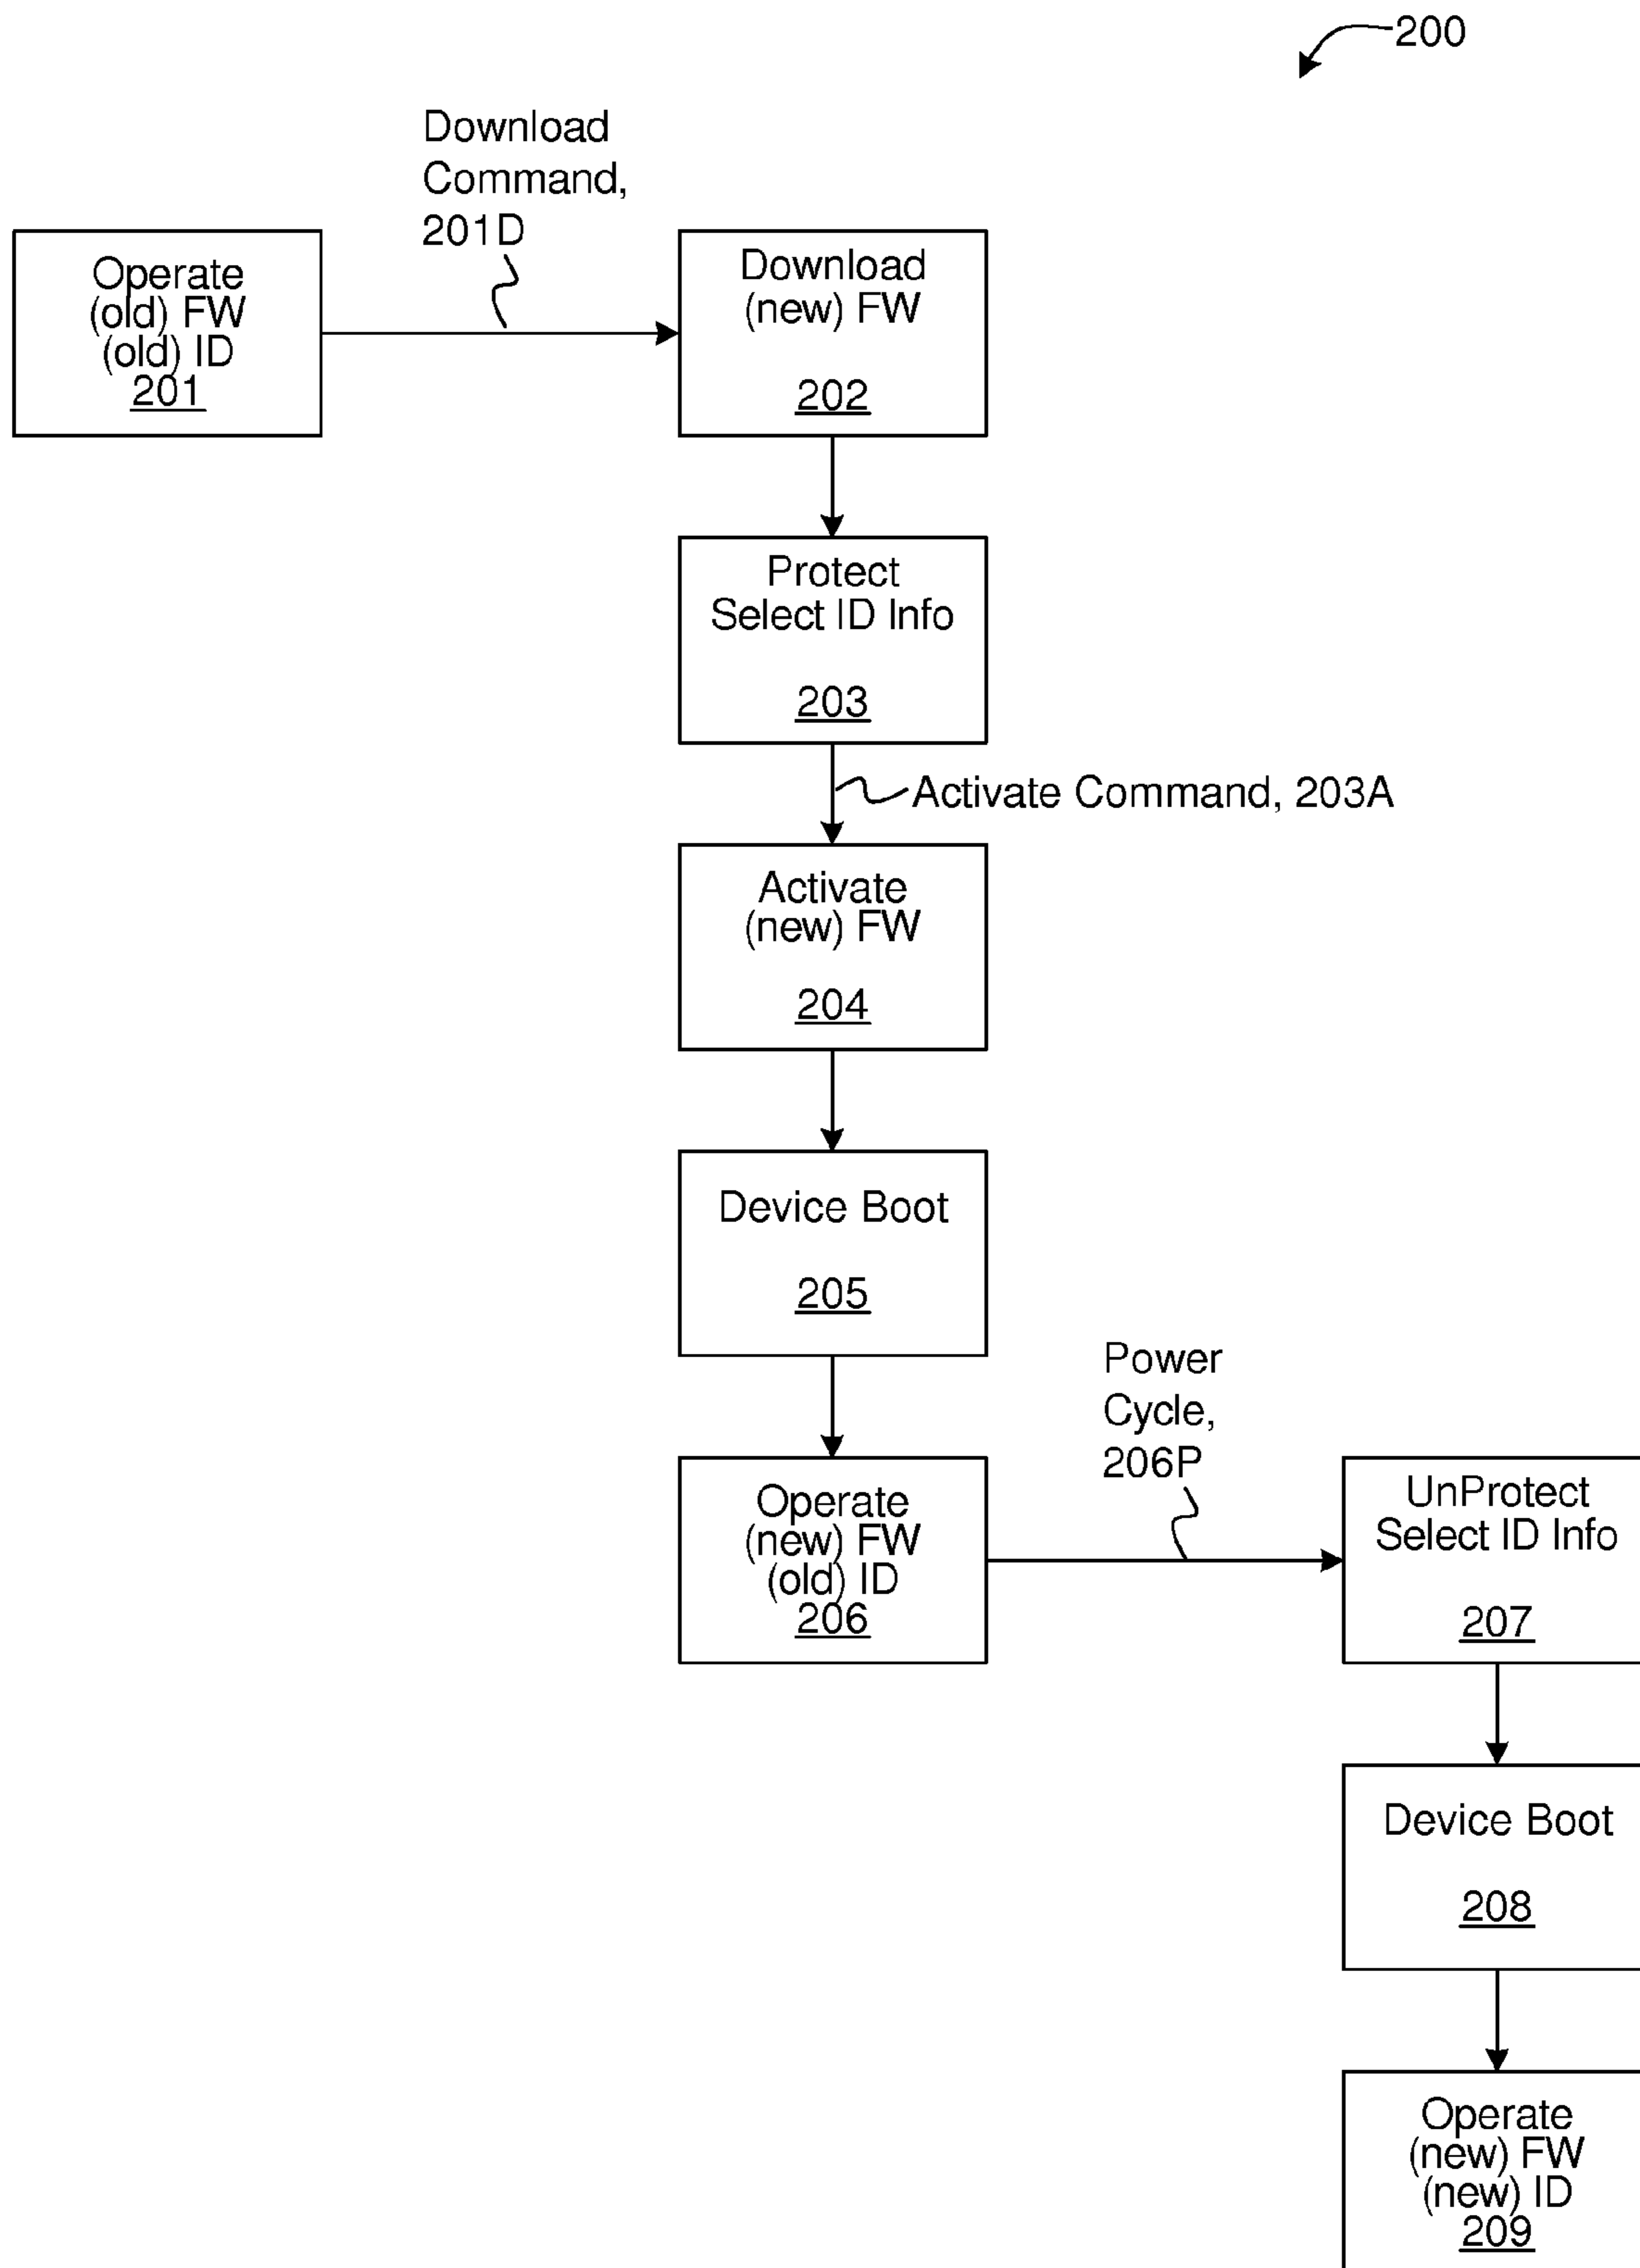 200
Download
Command,
201D
Operate
(old) FW
(old) ID
201
Download
(new) FW
202
Protect
Select ID Info
203
Activate Command, 203A
Activate
(new) FW
204
Device Boot
205
Power
Cycle,
206P
Operate
(new) FW
(old) ID
206
UnProtect
Select ID Info
207
Device Boot
208
Operate
(new) FW
(new) ID
209